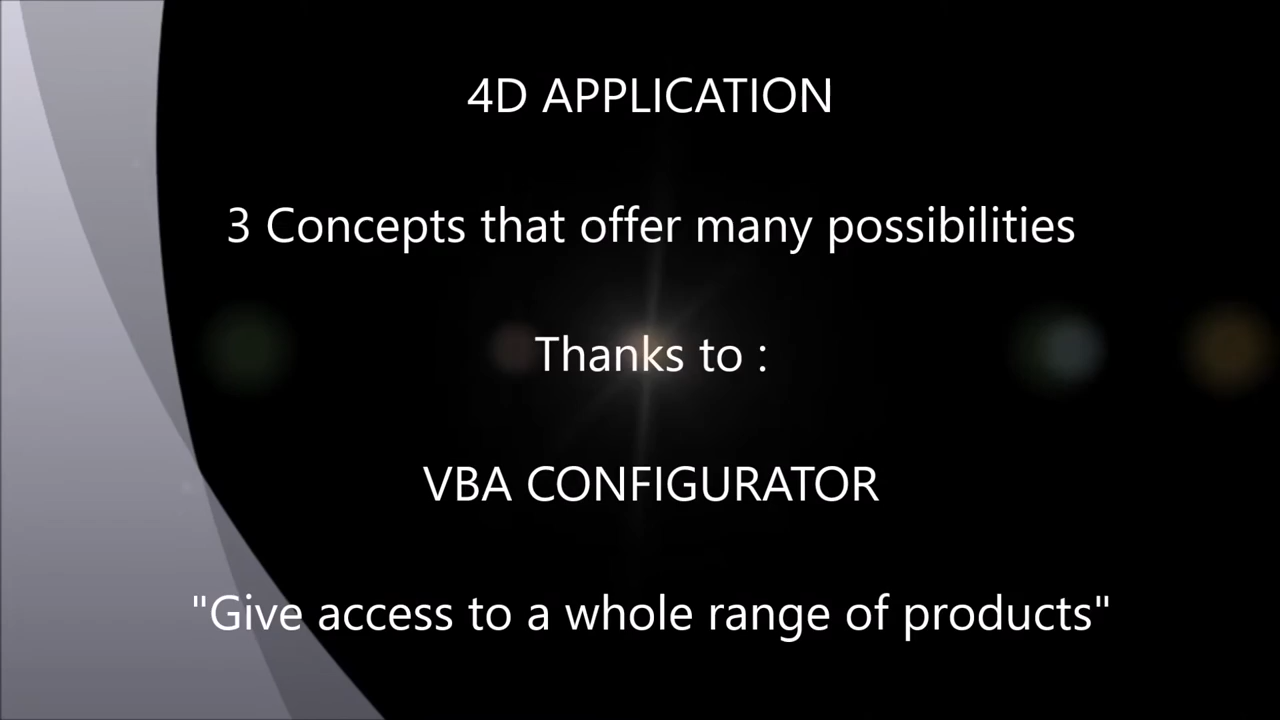 4D APPLICATION
3 Concepts that offer many possibilities
Thanks to :
VBA CONFIGURATOR
"Give access to a whole range of products"